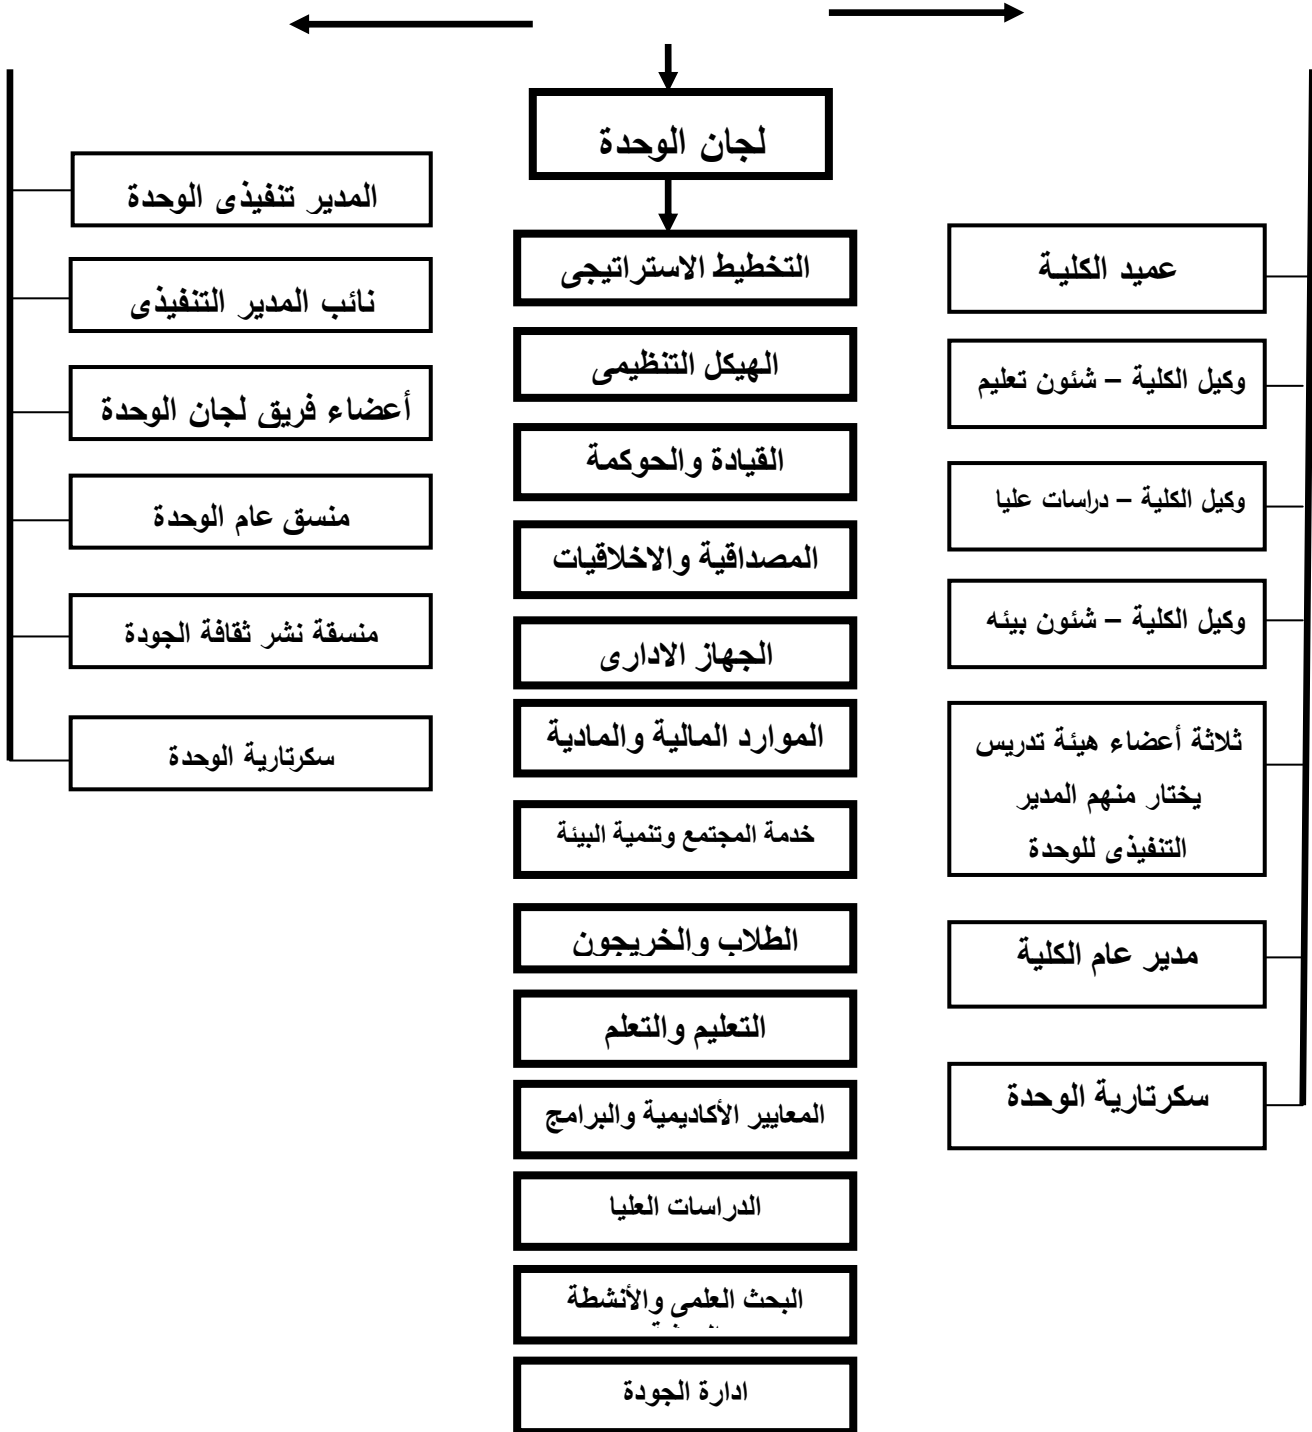 لجان الوحدة
عميد الكلية
وكيل الكلية – شئون تعليم
وكيل الكلية – دراسات عليا
وكيل الكلية – شئون بيئه
ثلاثة أعضاء هيئة تدريس
يختار منهم المدير
التنفيذى للوحدة
مدير عام الكلية
سكرتارية الوحدة
التخطيط الاستراتيجى
الهيكل التنظيمى
القيادة والحوكمة
المصداقية والاخلاقيات
الجهاز الادارى
الموارد المالية والمادية
خدمة المجتمع وتنمية البيئة
الطلاب والخريجون
التعليم والتعلم
المعايير الأكاديمية والبرامج
الدراسات العليا
البحث العلمى والأنشطة
ادارة الجودة
المدير تنفيذى الوحدة
نائب المدير التنفيذى
أعضاء فريق لجان الوحدة
منسق عام الوحدة
منسقة نشر ثقافة الجودة
سكرتارية الوحدة